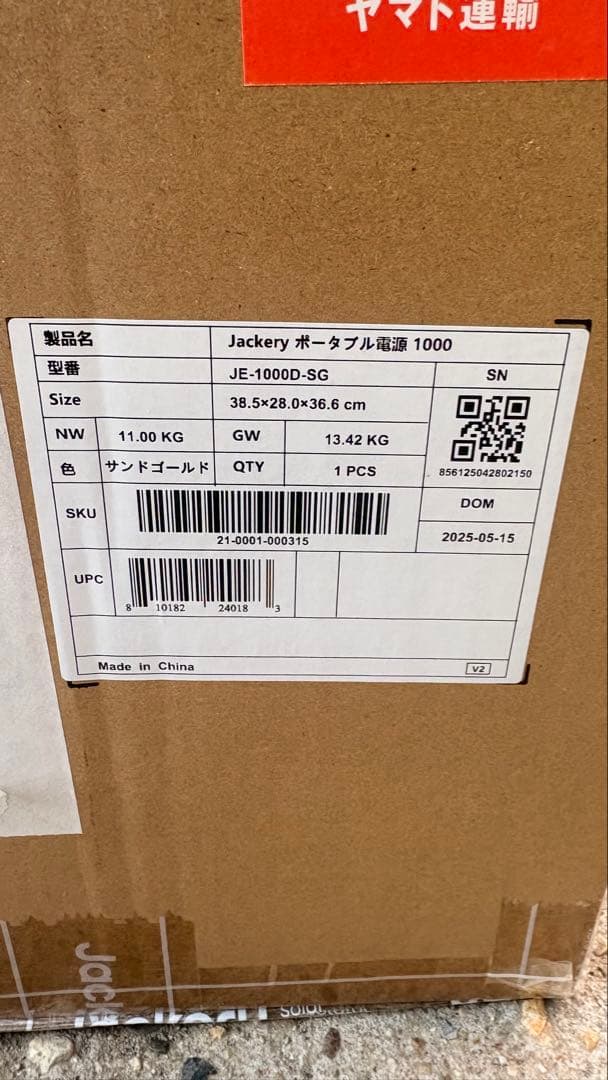 ヤマト運輸
製品名 Jackery ポータブル電源 1000
型番 JE-1000D-SG SN
Size 38.5×28.0×36.6 cm
NW 11.00 KG GW 13.42 KG
856125042802150
色 サンドゴールド QTY 1 PCS
SKU DOM
21-0001-000315 2025-05-15
UPC
8 10182 24018 3
Made in China V2
Jac